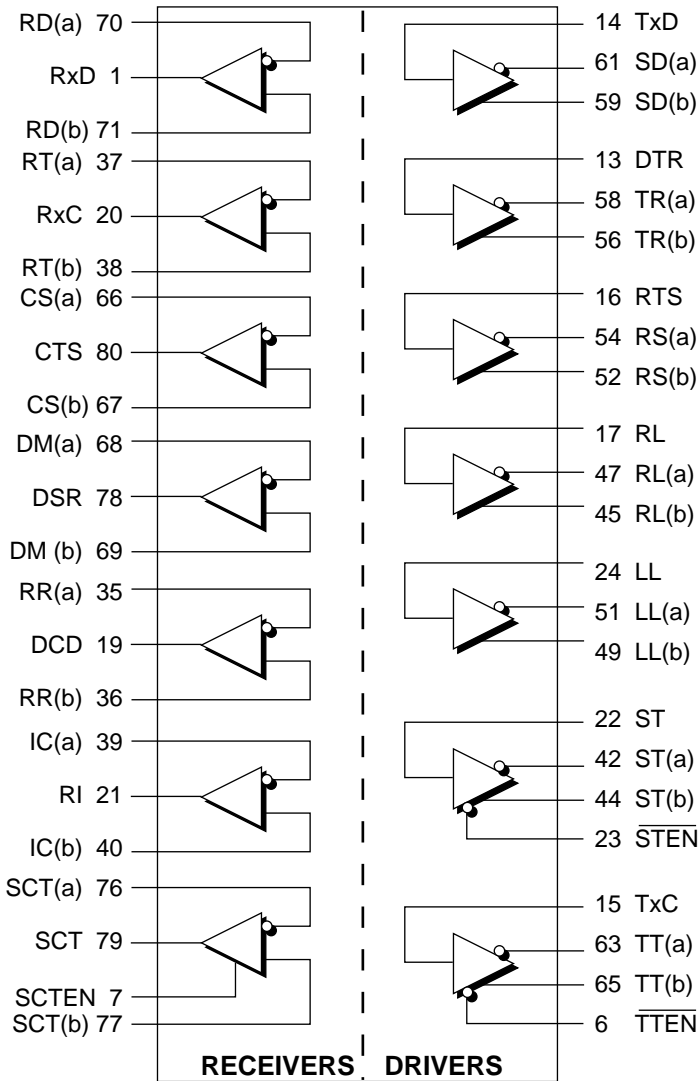 RD(a) 70
RxD 1
RD(b) 71
RT(a) 37
RxC 20
RT(b) 38
CS(a) 66
CTS 80
CS(b) 67
DM(a) 68
DSR 78
DM (b) 69
RR(a) 35
DCD 19
RR(b) 36
IC(a) 39
RI 21
IC(b) 40
SCT(a) 76
SCT 79
SCTEN 7
SCT(b) 77
RECEIVERS
14 TxD
61 SD(a)
59 SD(b)
13 DTR
58 TR(a)
56 TR(b)
16 RTS
54 RS(a)
52 RS(b)
17 RL
47 RL(a)
45 RL(b)
24 LL
51 LL(a)
49 LL(b)
22 ST
42 ST(a)
44 ST(b)
23 S̅T̅E̅N̅
15 TxC
63 TT(a)
65 TT(b)
6 T̅T̅E̅N̅
DRIVERS